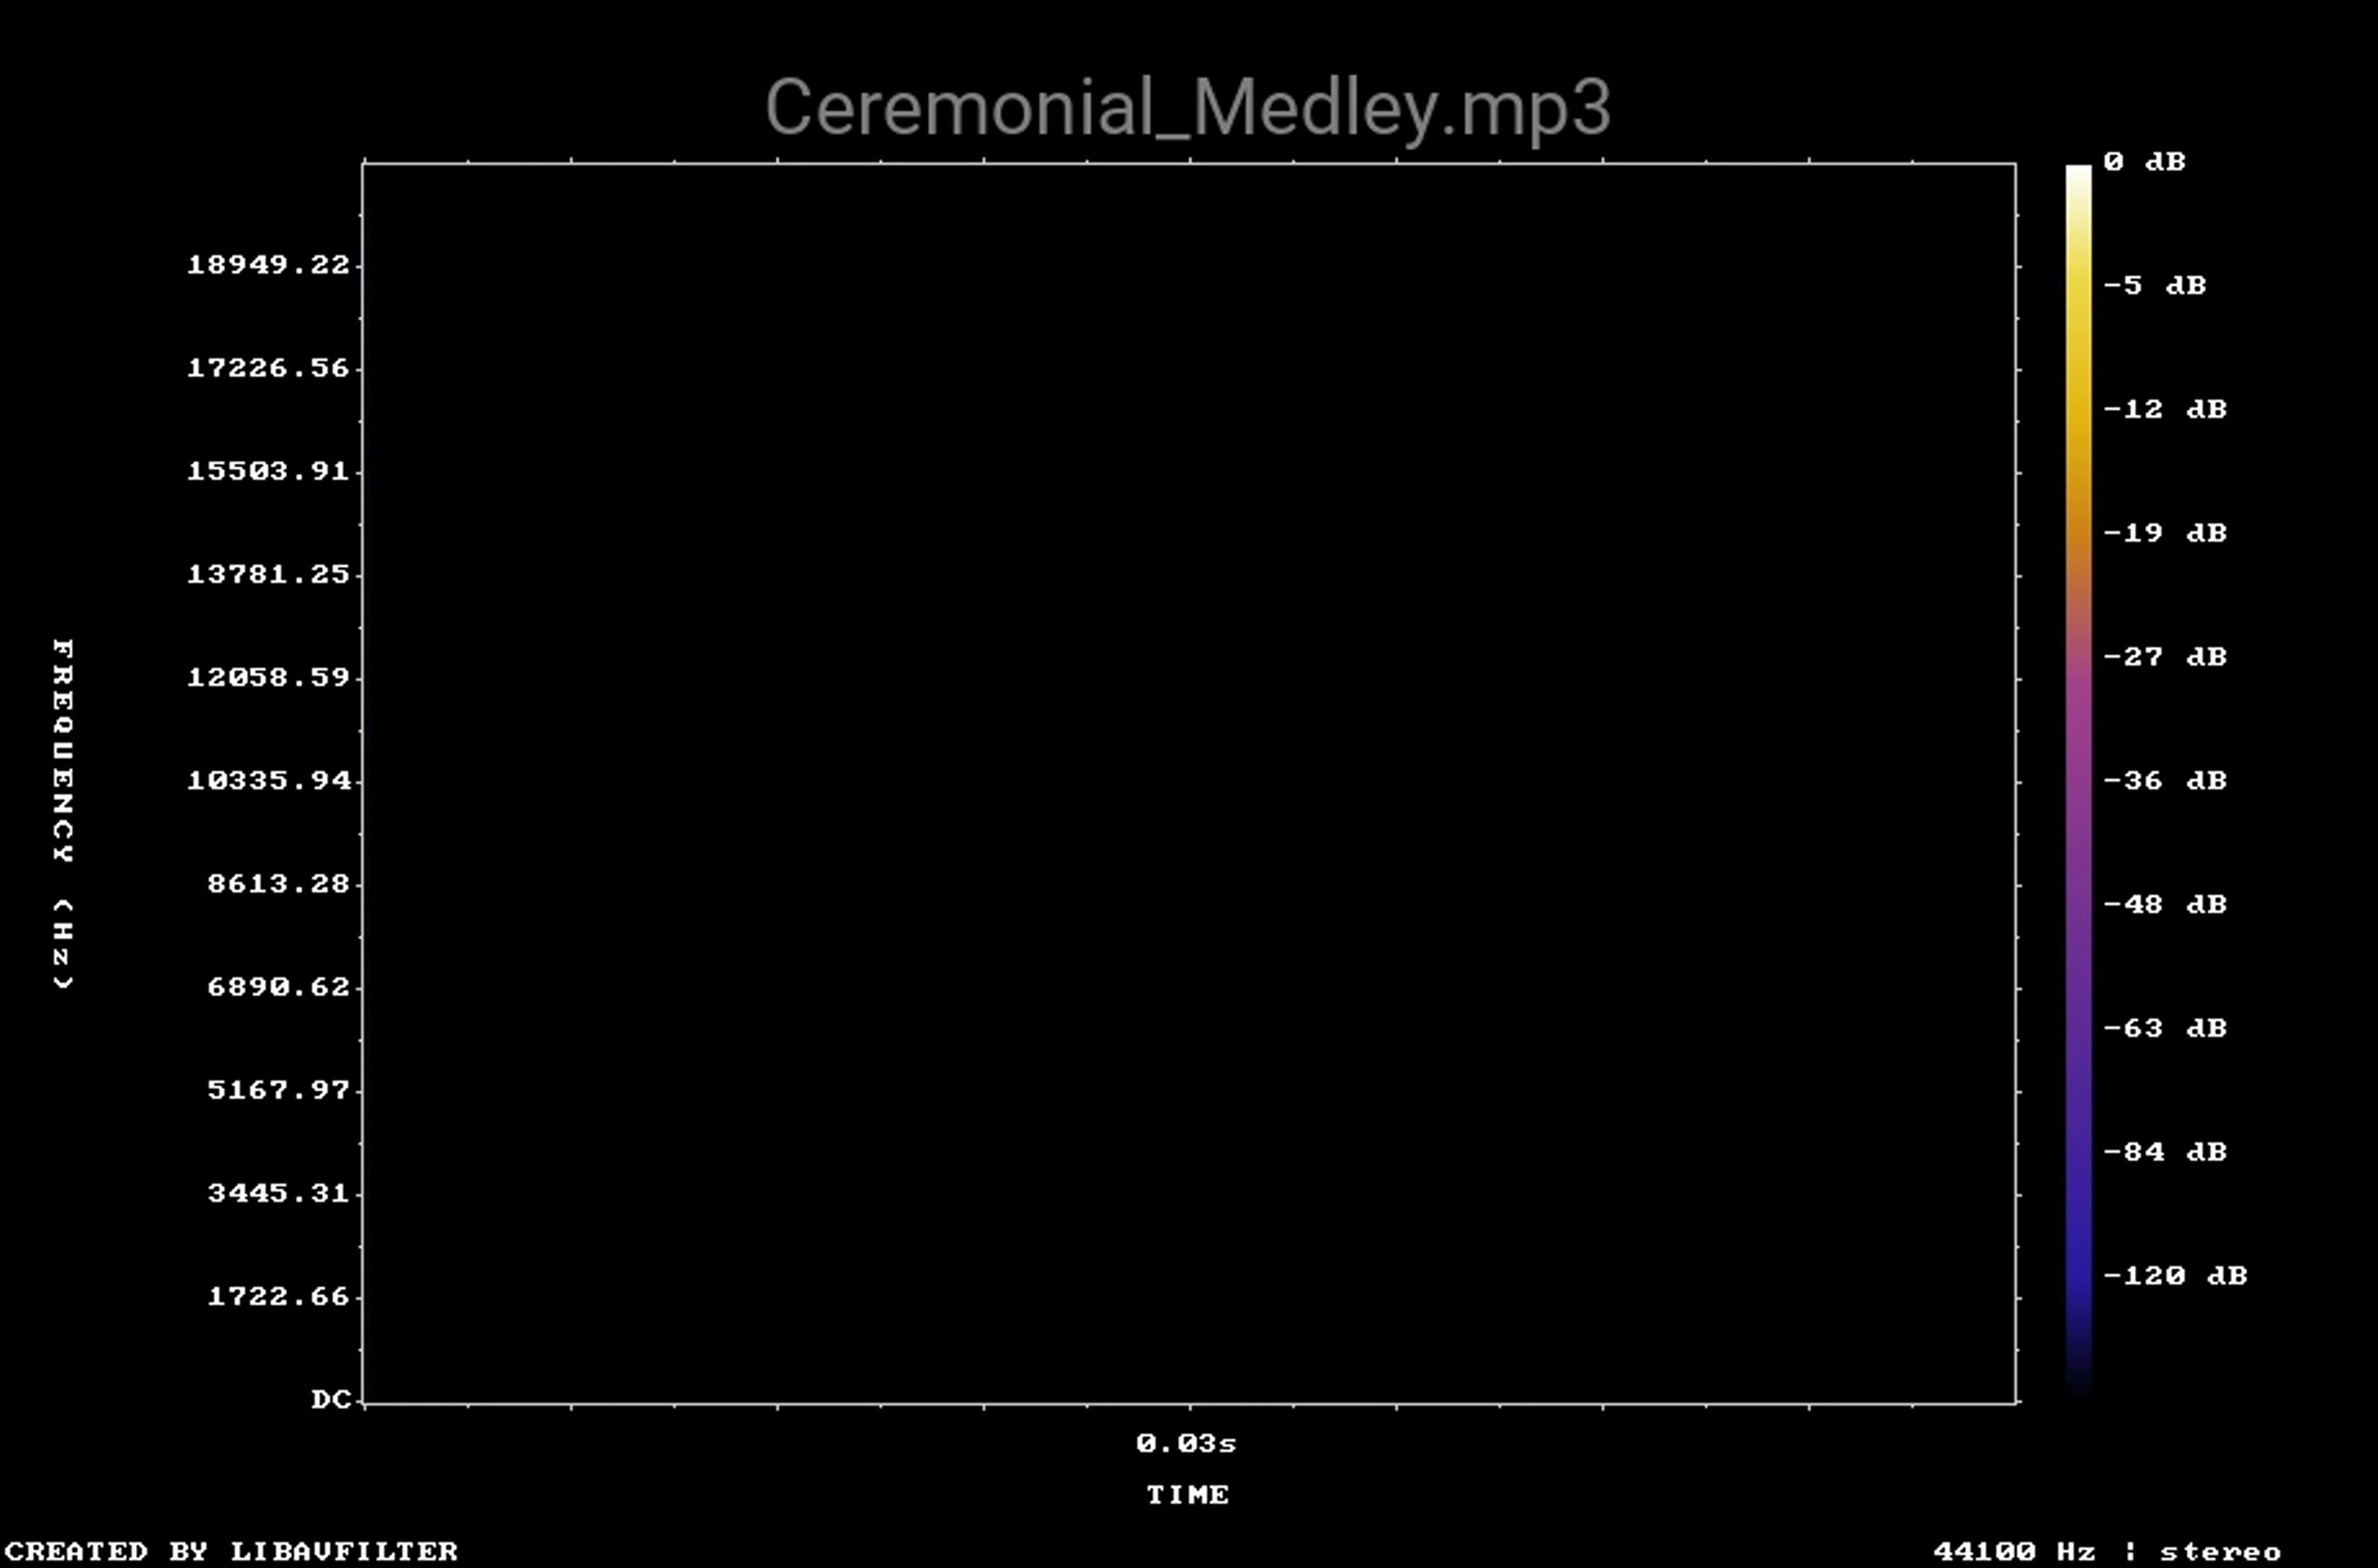 Ceremonial_Medley.mp3
0 dB
-5 dB
-12 dB
-19 dB
-27 dB
-36 dB
-48 dB
-63 dB
-84 dB
-120 dB
18949.22
17226.56
15503.91
13781.25
12058.59
10335.94
8613.28
6890.62
5167.97
3445.31
1722.66
DC
FREQUENCY (Hz)
0.03s
TIME
CREATED BY LIBAVFILTER
44100 Hz | stereo